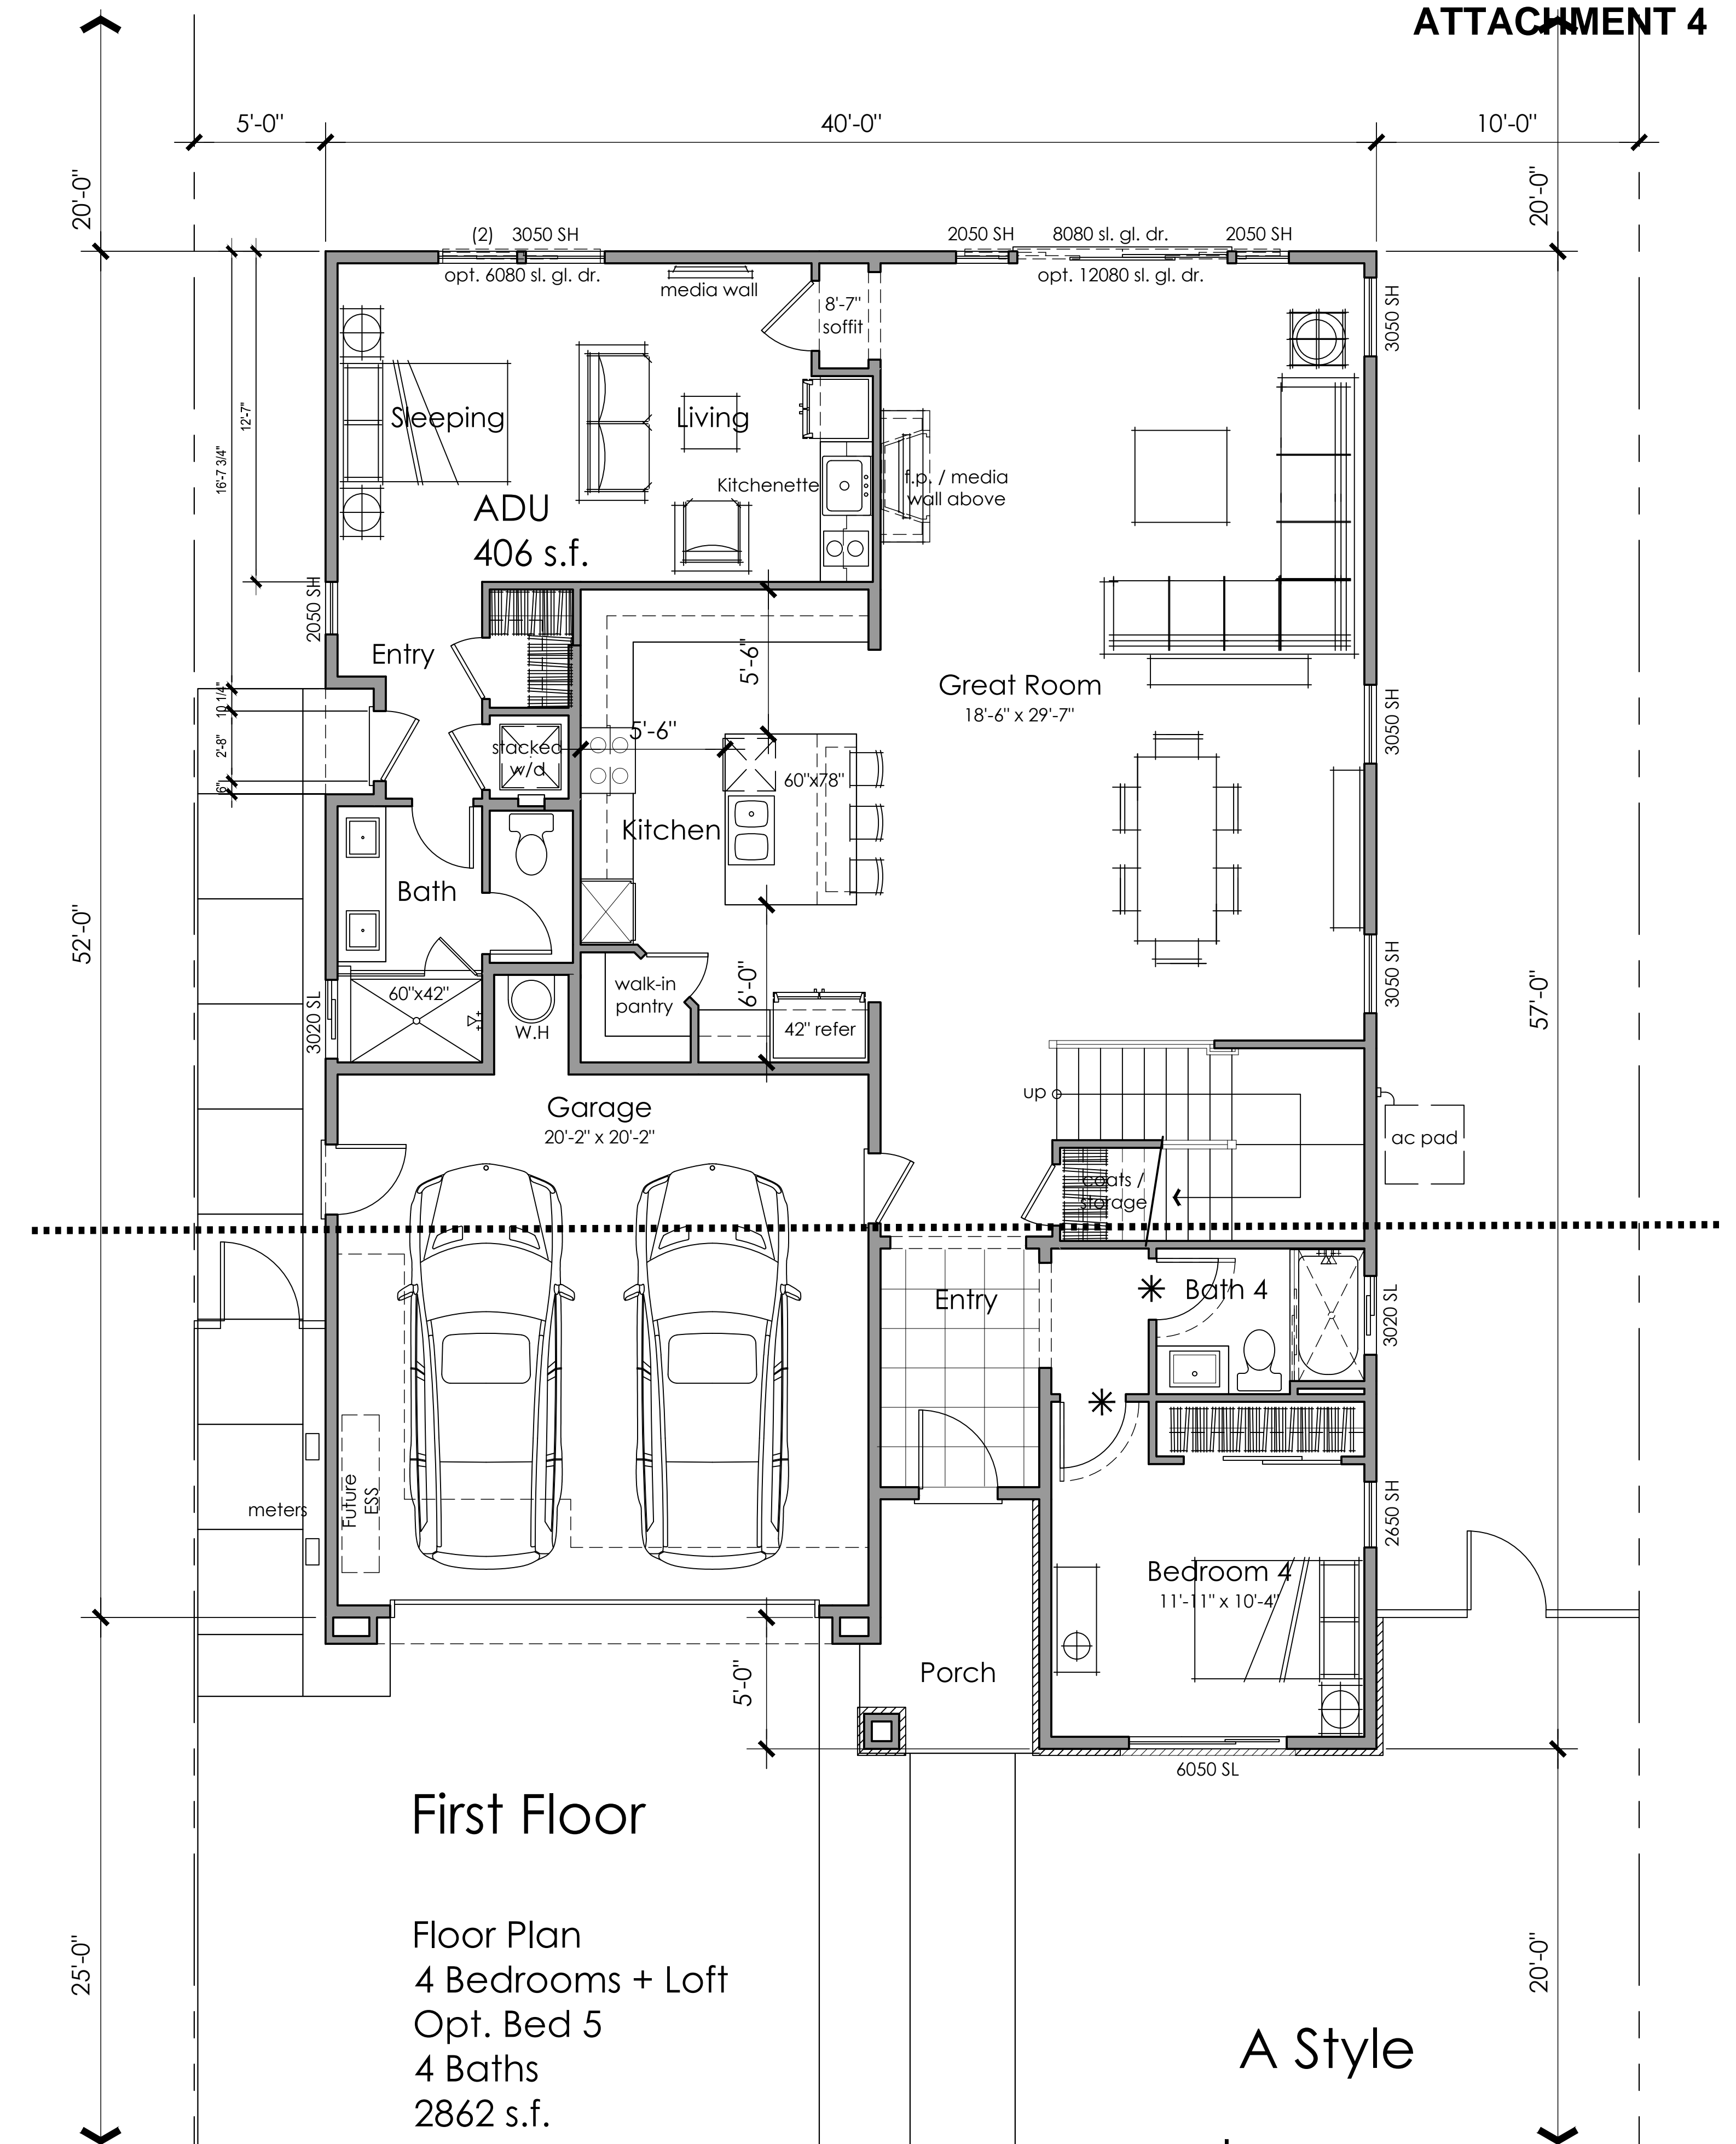 ATTACHMENT 4
5'-0"
40'-0"
10'-0"
20'-0"
20'-0"
(2) 3050 SH
opt. 6080 sl. gl. dr.
media wall
2050 SH
8080 sl. gl. dr.
2050 SH
opt. 12080 sl. gl. dr.
8'-7"
soffit
3050 SH
12'-7"
16'-7 3/4"
Sleeping
Living
Kitchenette
f.p. / media
wall above
ADU
406 s.f.
2050 SH
Entry
5'-6"
Great Room
18'-6" x 29'-7"
3050 SH
10 1/4"
2'-8"
6"
stacked
w/d
5'-6"
60"x78"
Kitchen
Bath
52'-0"
57'-0"
3050 SH
60"x42"
3020 SL
W.H
walk-in
pantry
6'-0"
42" refer
up
Garage
20'-2" x 20'-2"
ac pad
coats /
storage
Entry
Bath 4
3020 SL
meters
Future
ESS
2650 SH
Bedroom 4
11'-11" x 10'-4"
Porch
5'-0"
6050 SL
First Floor
Floor Plan
4 Bedrooms + Loft
Opt. Bed 5
4 Baths
2862 s.f.
25'-0"
20'-0"
A Style